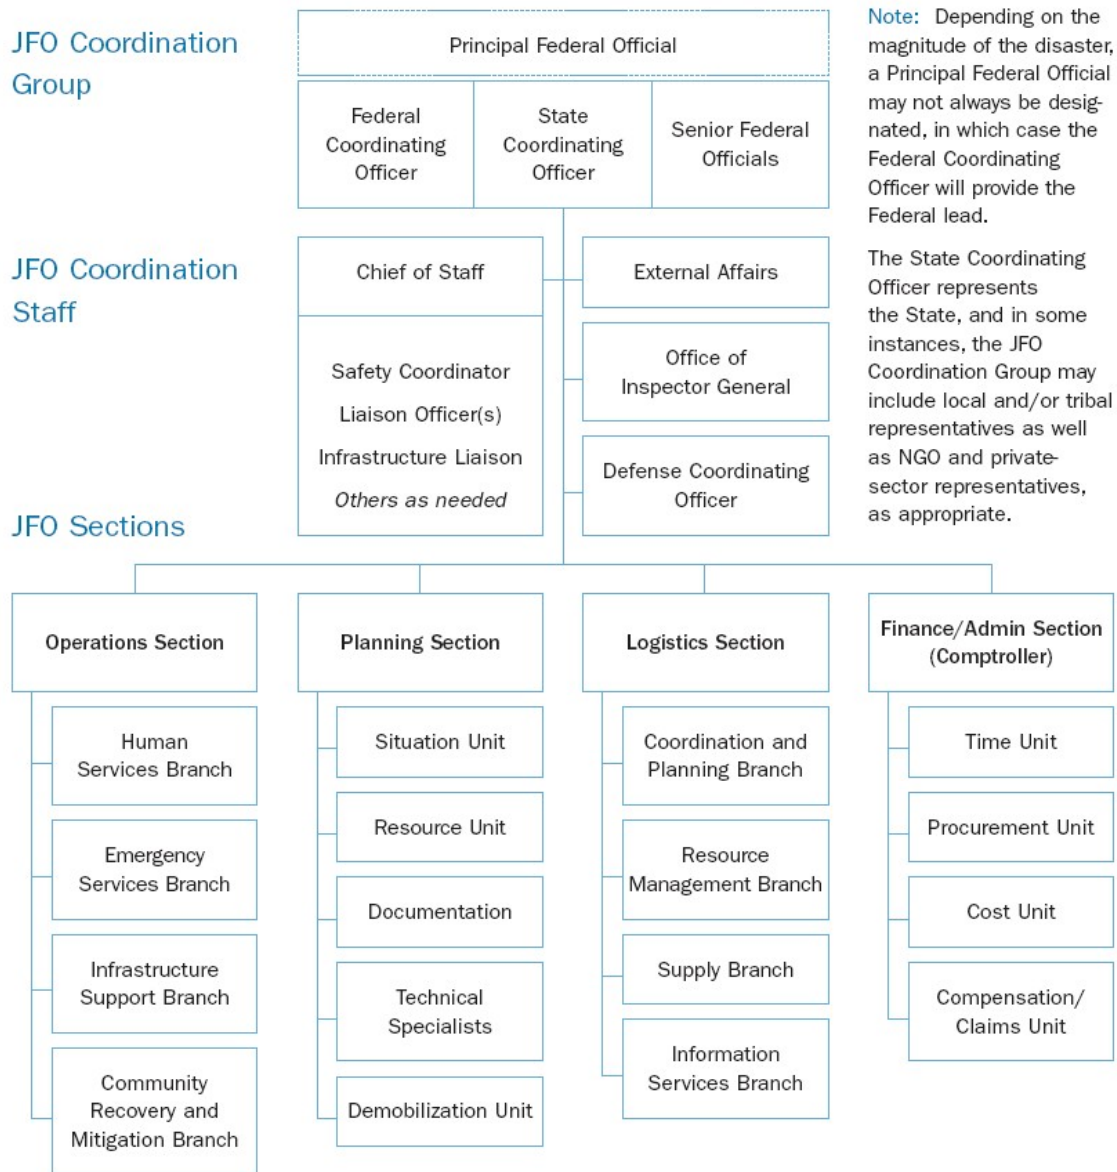 JFO Coordination
Group
Principal Federal Official
Federal
Coordinating
Officer
State
Coordinating
Officer
Senior Federal
Officials
Note: Depending on the
magnitude of the disaster,
a Principal Federal Official
may not always be desig-
nated, in which case the
Federal Coordinating
Officer will provide the
Federal lead.
The State Coordinating
Officer represents
the State, and in some
instances, the JFO
Coordination Group may
include local and/or tribal
representatives as well
as NGO and private-
sector representatives,
as appropriate.
JFO Coordination
Staff
Chief of Staff
Safety Coordinator
Liaison Officer(s)
Infrastructure Liaison
Others as needed
External Affairs
Office of
Inspector General
Defense Coordinating
Officer
JFO Sections
Operations Section
Human
Services Branch
Emergency
Services Branch
Infrastructure
Support Branch
Community
Recovery and
Mitigation Branch
Planning Section
Situation Unit
Resource Unit
Documentation
Technical
Specialists
Demobilization Unit
Logistics Section
Coordination and
Planning Branch
Resource
Management Branch
Supply Branch
Information
Services Branch
Finance/Admin Section
(Comptroller)
Time Unit
Procurement Unit
Cost Unit
Compensation/
Claims Unit